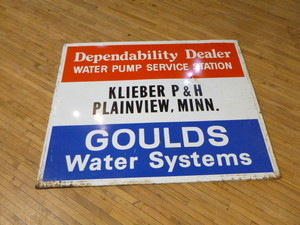 Dependability Dealer
WATER PUMP SERVICE STATION
KLIEBER P & H
PLAINVIEW, MINN.
GOULDS
Water Systems